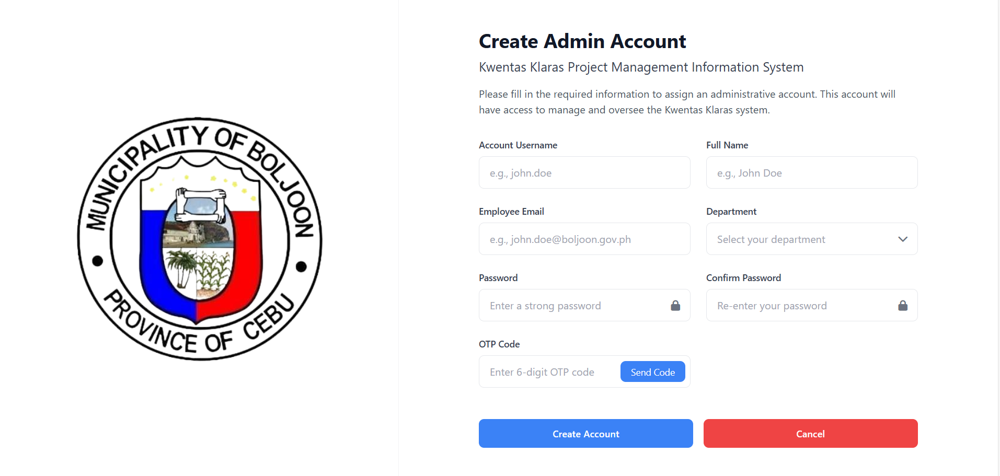 MUNICIPALITY OF BOLJOON
PROVINCE OF CEBU
Create Admin Account
Kwentas Klaras Project Management Information System
Please fill in the required information to assign an administrative account. This account will
have access to manage and oversee the Kwentas Klaras system.
Account Username
Full Name
e.g., john.doe
e.g., John Doe
Employee Email
Department
e.g., john.doe@boljoon.gov.ph
Select your department
Password
Confirm Password
Enter a strong password
Re-enter your password
OTP Code
Enter 6-digit OTP code
Send Code
Create Account
Cancel